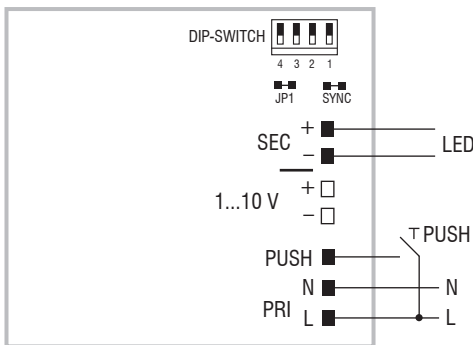 DIP-SWITCH
4 3 2 1
JP1 SYNC
SEC + LED
−
1...10 V +
−
PUSH PUSH
N N
PRI L L